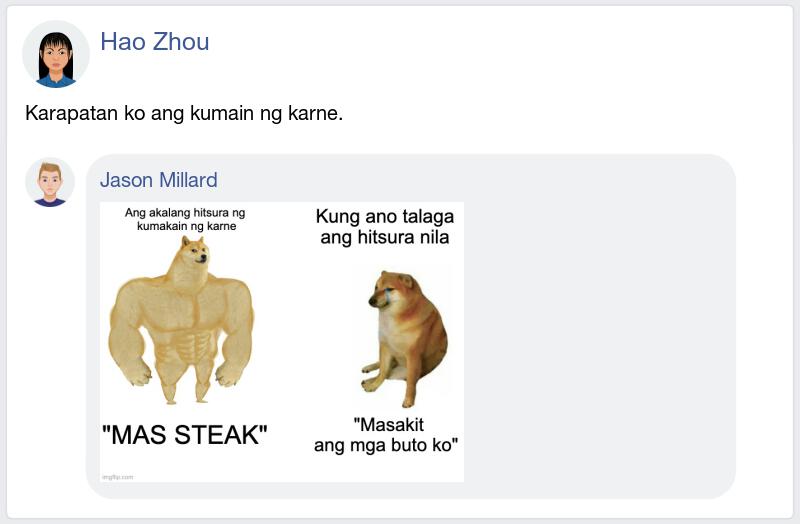 Hao Zhou
Karapatan ko ang kumain ng karne.
Jason Millard
Ang akalang hitsura ng
kumakain ng karne
Kung ano talaga
ang hitsura nila
"MAS STEAK"
"Masakit
ang mga buto ko"
imgflip.com